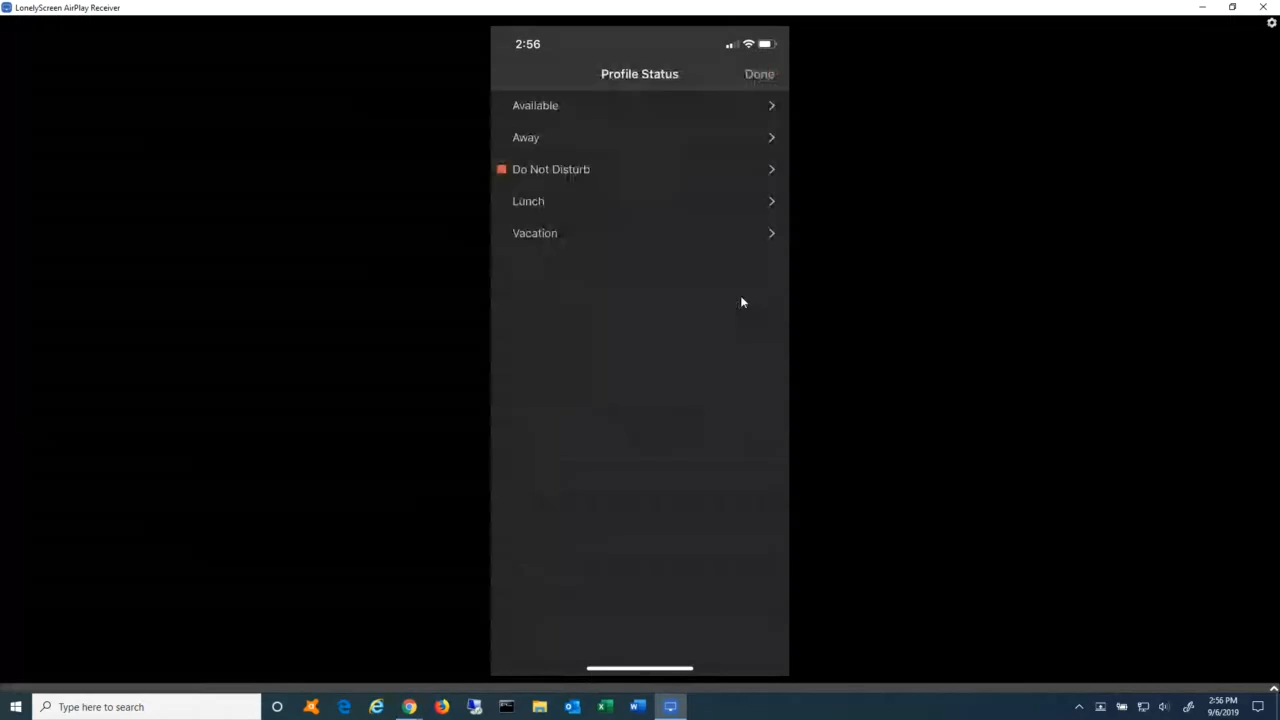 LonelyScreen AirPlay Receiver
2:56
Profile Status
Done
Available
Away
Do Not Disturb
Lunch
Vacation
Type here to search
2:56 PM
9/6/2019